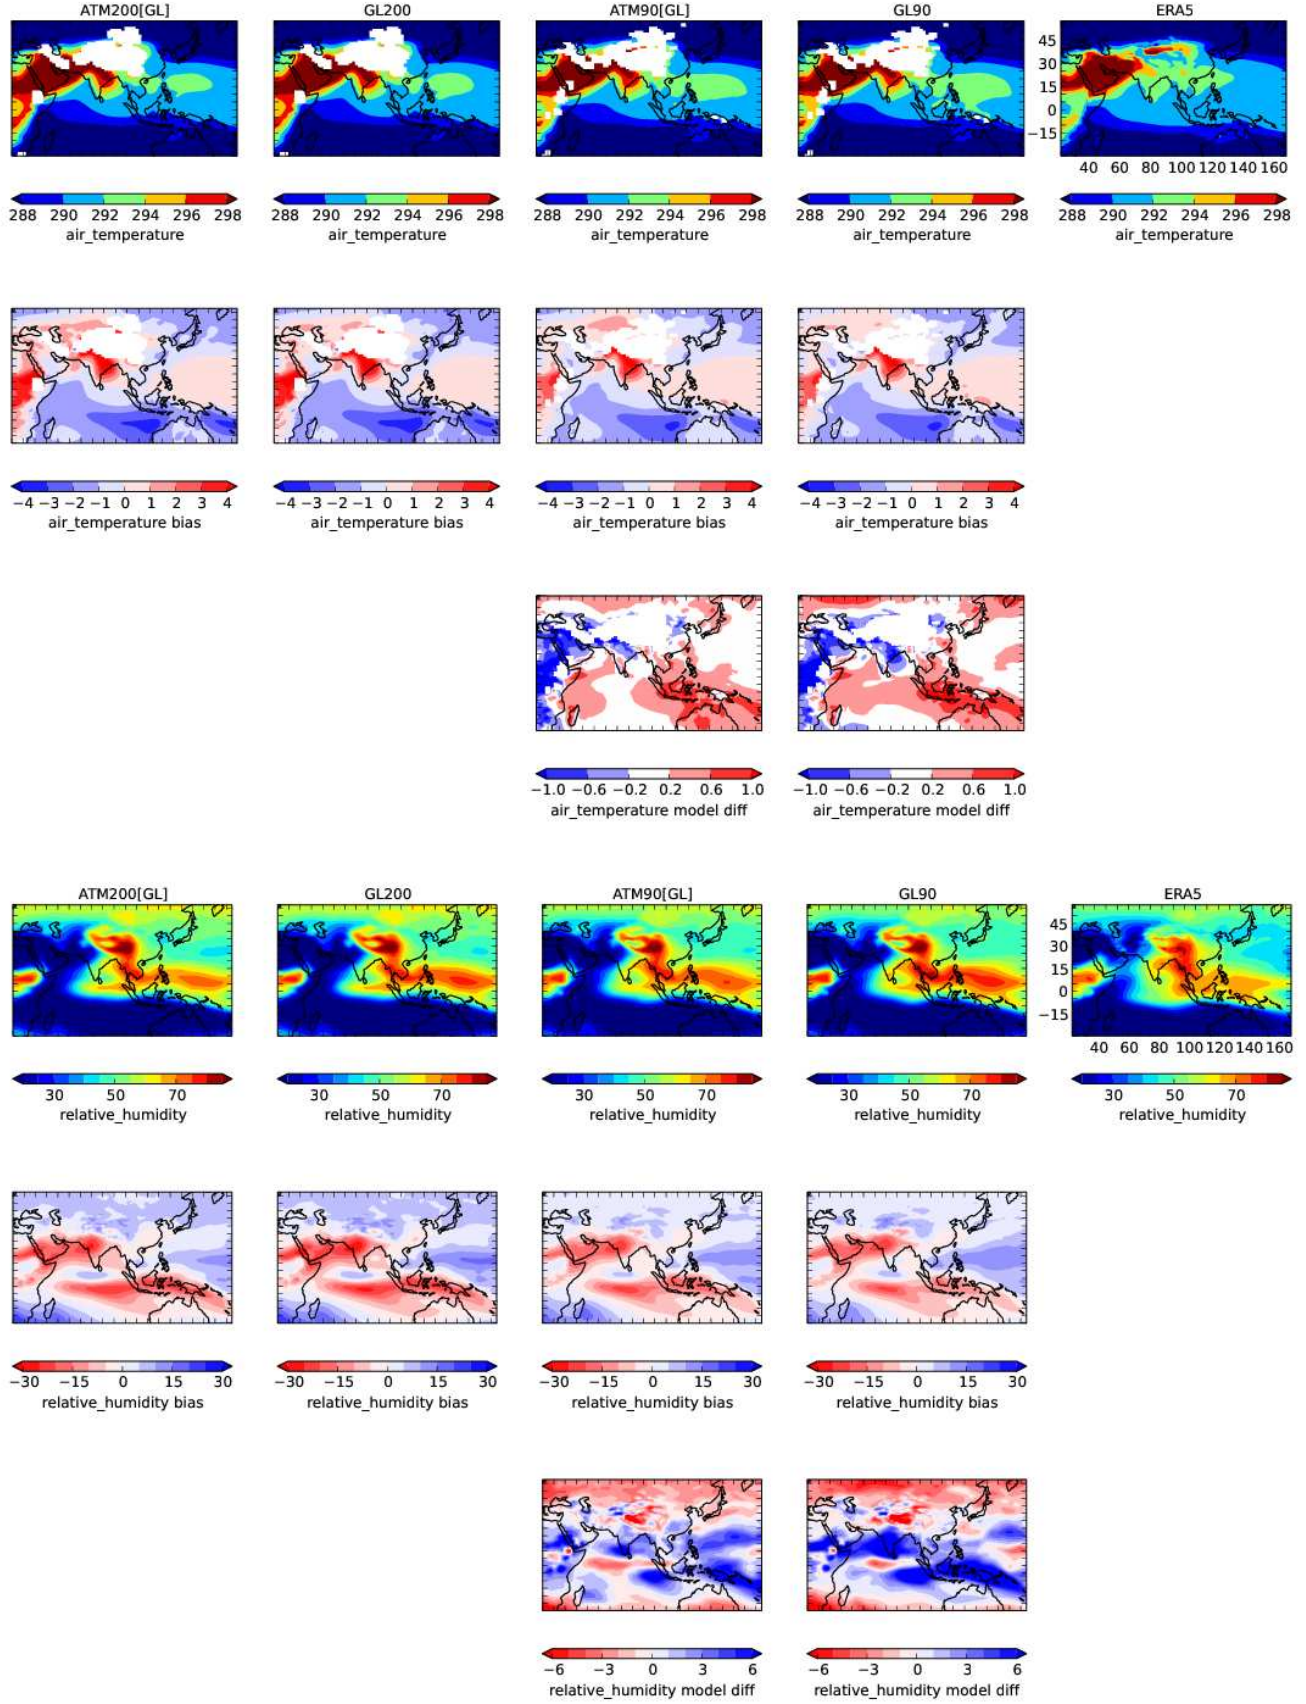 ATM200[GL] GL200 ATM90[GL] GL90 ERA5
45
30
15
0
−15
40 60 80 100 120 140 160
288 290 292 294 296 298 288 290 292 294 296 298 288 290 292 294 296 298 288 290 292 294 296 298 288 290 292 294 296 298
air_temperature air_temperature air_temperature air_temperature air_temperature
−4 −3 −2 −1 0 1 2 3 4 −4 −3 −2 −1 0 1 2 3 4 −4 −3 −2 −1 0 1 2 3 4 −4 −3 −2 −1 0 1 2 3 4
air_temperature bias air_temperature bias air_temperature bias air_temperature bias
−1.0 −0.6 −0.2 0.2 0.6 1.0 −1.0 −0.6 −0.2 0.2 0.6 1.0
air_temperature model diff air_temperature model diff
ATM200[GL] GL200 ATM90[GL] GL90 ERA5
45
30
15
0
−15
40 60 80 100 120 140 160
30 50 70 30 50 70 30 50 70 30 50 70 30 50 70
relative_humidity relative_humidity relative_humidity relative_humidity relative_humidity
−30 −15 0 15 30 −30 −15 0 15 30 −30 −15 0 15 30 −30 −15 0 15 30
relative_humidity bias relative_humidity bias relative_humidity bias relative_humidity bias
−6 −3 0 3 6 −6 −3 0 3 6
relative_humidity model diff relative_humidity model diff